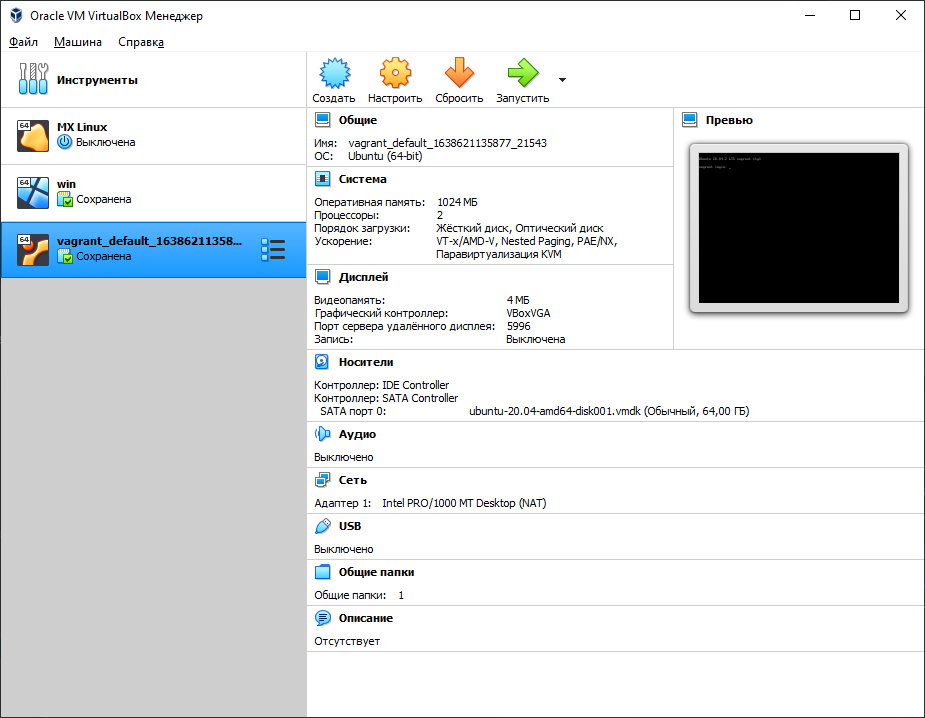 Oracle VM VirtualBox Менеджер
Файл Машина Справка
Инструменты
64
MX Linux
Выключена
64
win
Сохранена
64
vagrant_default_16386211358...
Сохранена
Создать Настроить Сбросить Запустить
Общие
Имя: vagrant_default_1638621135877_21543
ОС: Ubuntu (64-bit)
Система
Оперативная память: 1024 МБ
Процессоры: 2
Порядок загрузки: Жёсткий диск, Оптический диск
Ускорение: VT-x/AMD-V, Nested Paging, PAE/NX,
Паравиртуализация KVM
Дисплей
Видеопамять: 4 МБ
Графический контроллер: VBoxVGA
Порт сервера удалённого дисплея: 5996
Запись: Выключена
Превью
vagrant login: _
Носители
Контроллер: IDE Controller
Контроллер: SATA Controller
SATA порт 0: ubuntu-20.04-amd64-disk001.vmdk (Обычный, 64,00 ГБ)
Аудио
Выключено
Сеть
Адаптер 1: Intel PRO/1000 MT Desktop (NAT)
USB
Выключено
Общие папки
Общие папки: 1
Описание
Отсутствует